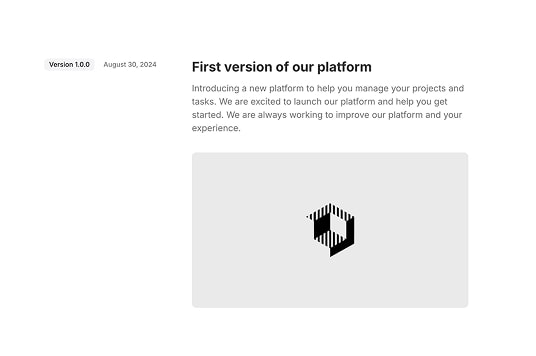 Version 1.0.0 August 30, 2024
First version of our platform
Introducing a new platform to help you manage your projects and
tasks. We are excited to launch our platform and help you get
started. We are always working to improve our platform and your
experience.